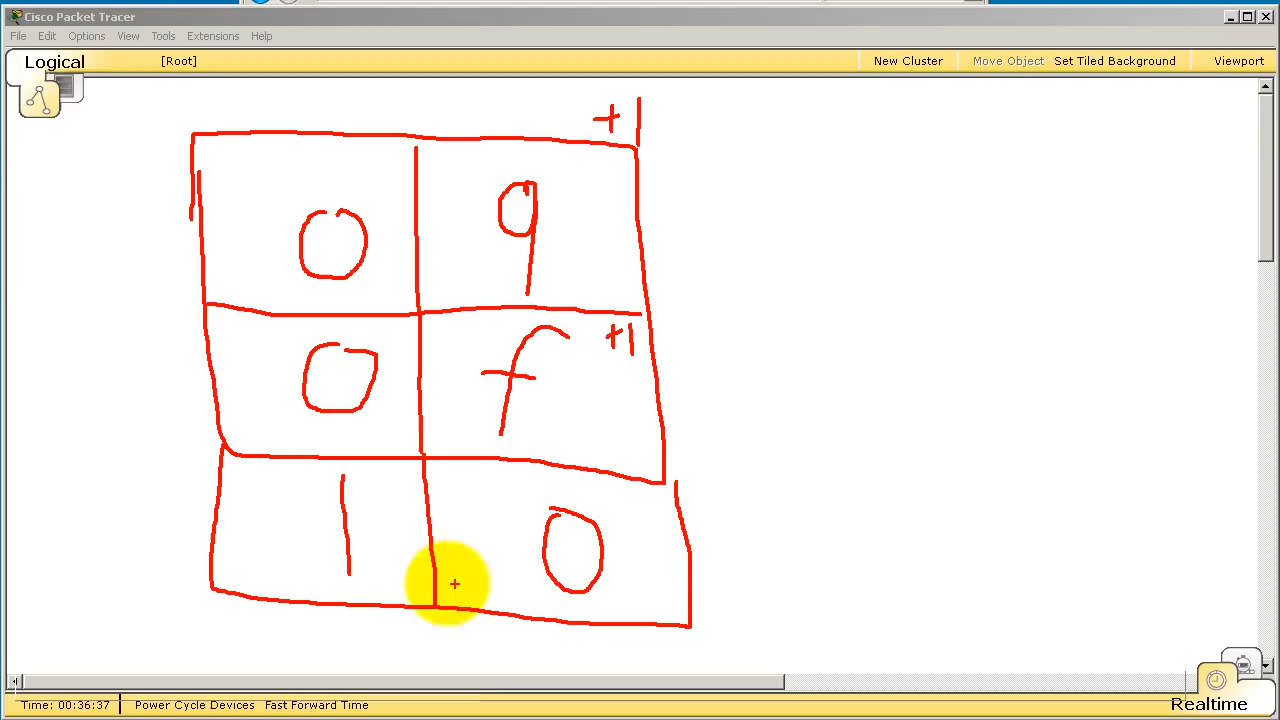 Cisco Packet Tracer
File Edit Options View Tools Extensions Help
Logical [Root] New Cluster Move Object Set Tiled Background Viewport
+1
0 9
0 f +1
1 0
Time: 00:36:37 Power Cycle Devices Fast Forward Time Realtime